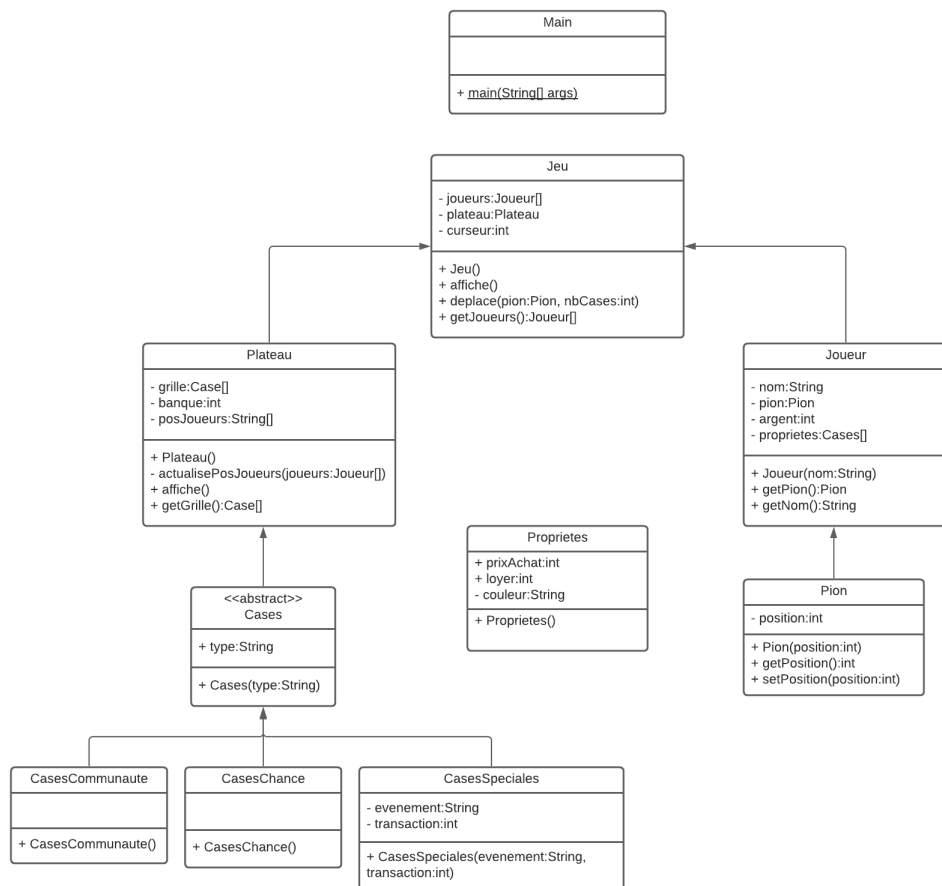 Main
+ main(String[] args)
Jeu
- joueurs:Joueur[]
- plateau:Plateau
- curseur:int
+ Jeu()
+ affiche()
+ deplace(pion:Pion, nbCases:int)
+ getJoueurs():Joueur[]
Plateau
- grille:Case[]
- banque:int
- posJoueurs:String[]
+ Plateau()
- actualisePosJoueurs(joueurs:Joueur[])
+ affiche()
+ getGrille():Case[]
Joueur
- nom:String
- pion:Pion
- argent:int
- proprietes:Cases[]
+ Joueur(nom:String)
+ getPion():Pion
+ getNom():String
Proprietes
+ prixAchat:int
+ loyer:int
- couleur:String
+ Proprietes()
<<abstract>>
Cases
+ type:String
+ Cases(type:String)
Pion
- position:int
+ Pion(position:int)
+ getPosition():int
+ setPosition(position:int)
CasesCommunaute
+ CasesCommunaute()
CasesChance
+ CasesChance()
CasesSpeciales
- evenement:String
- transaction:int
+ CasesSpeciales(evenement:String,
transaction:int)